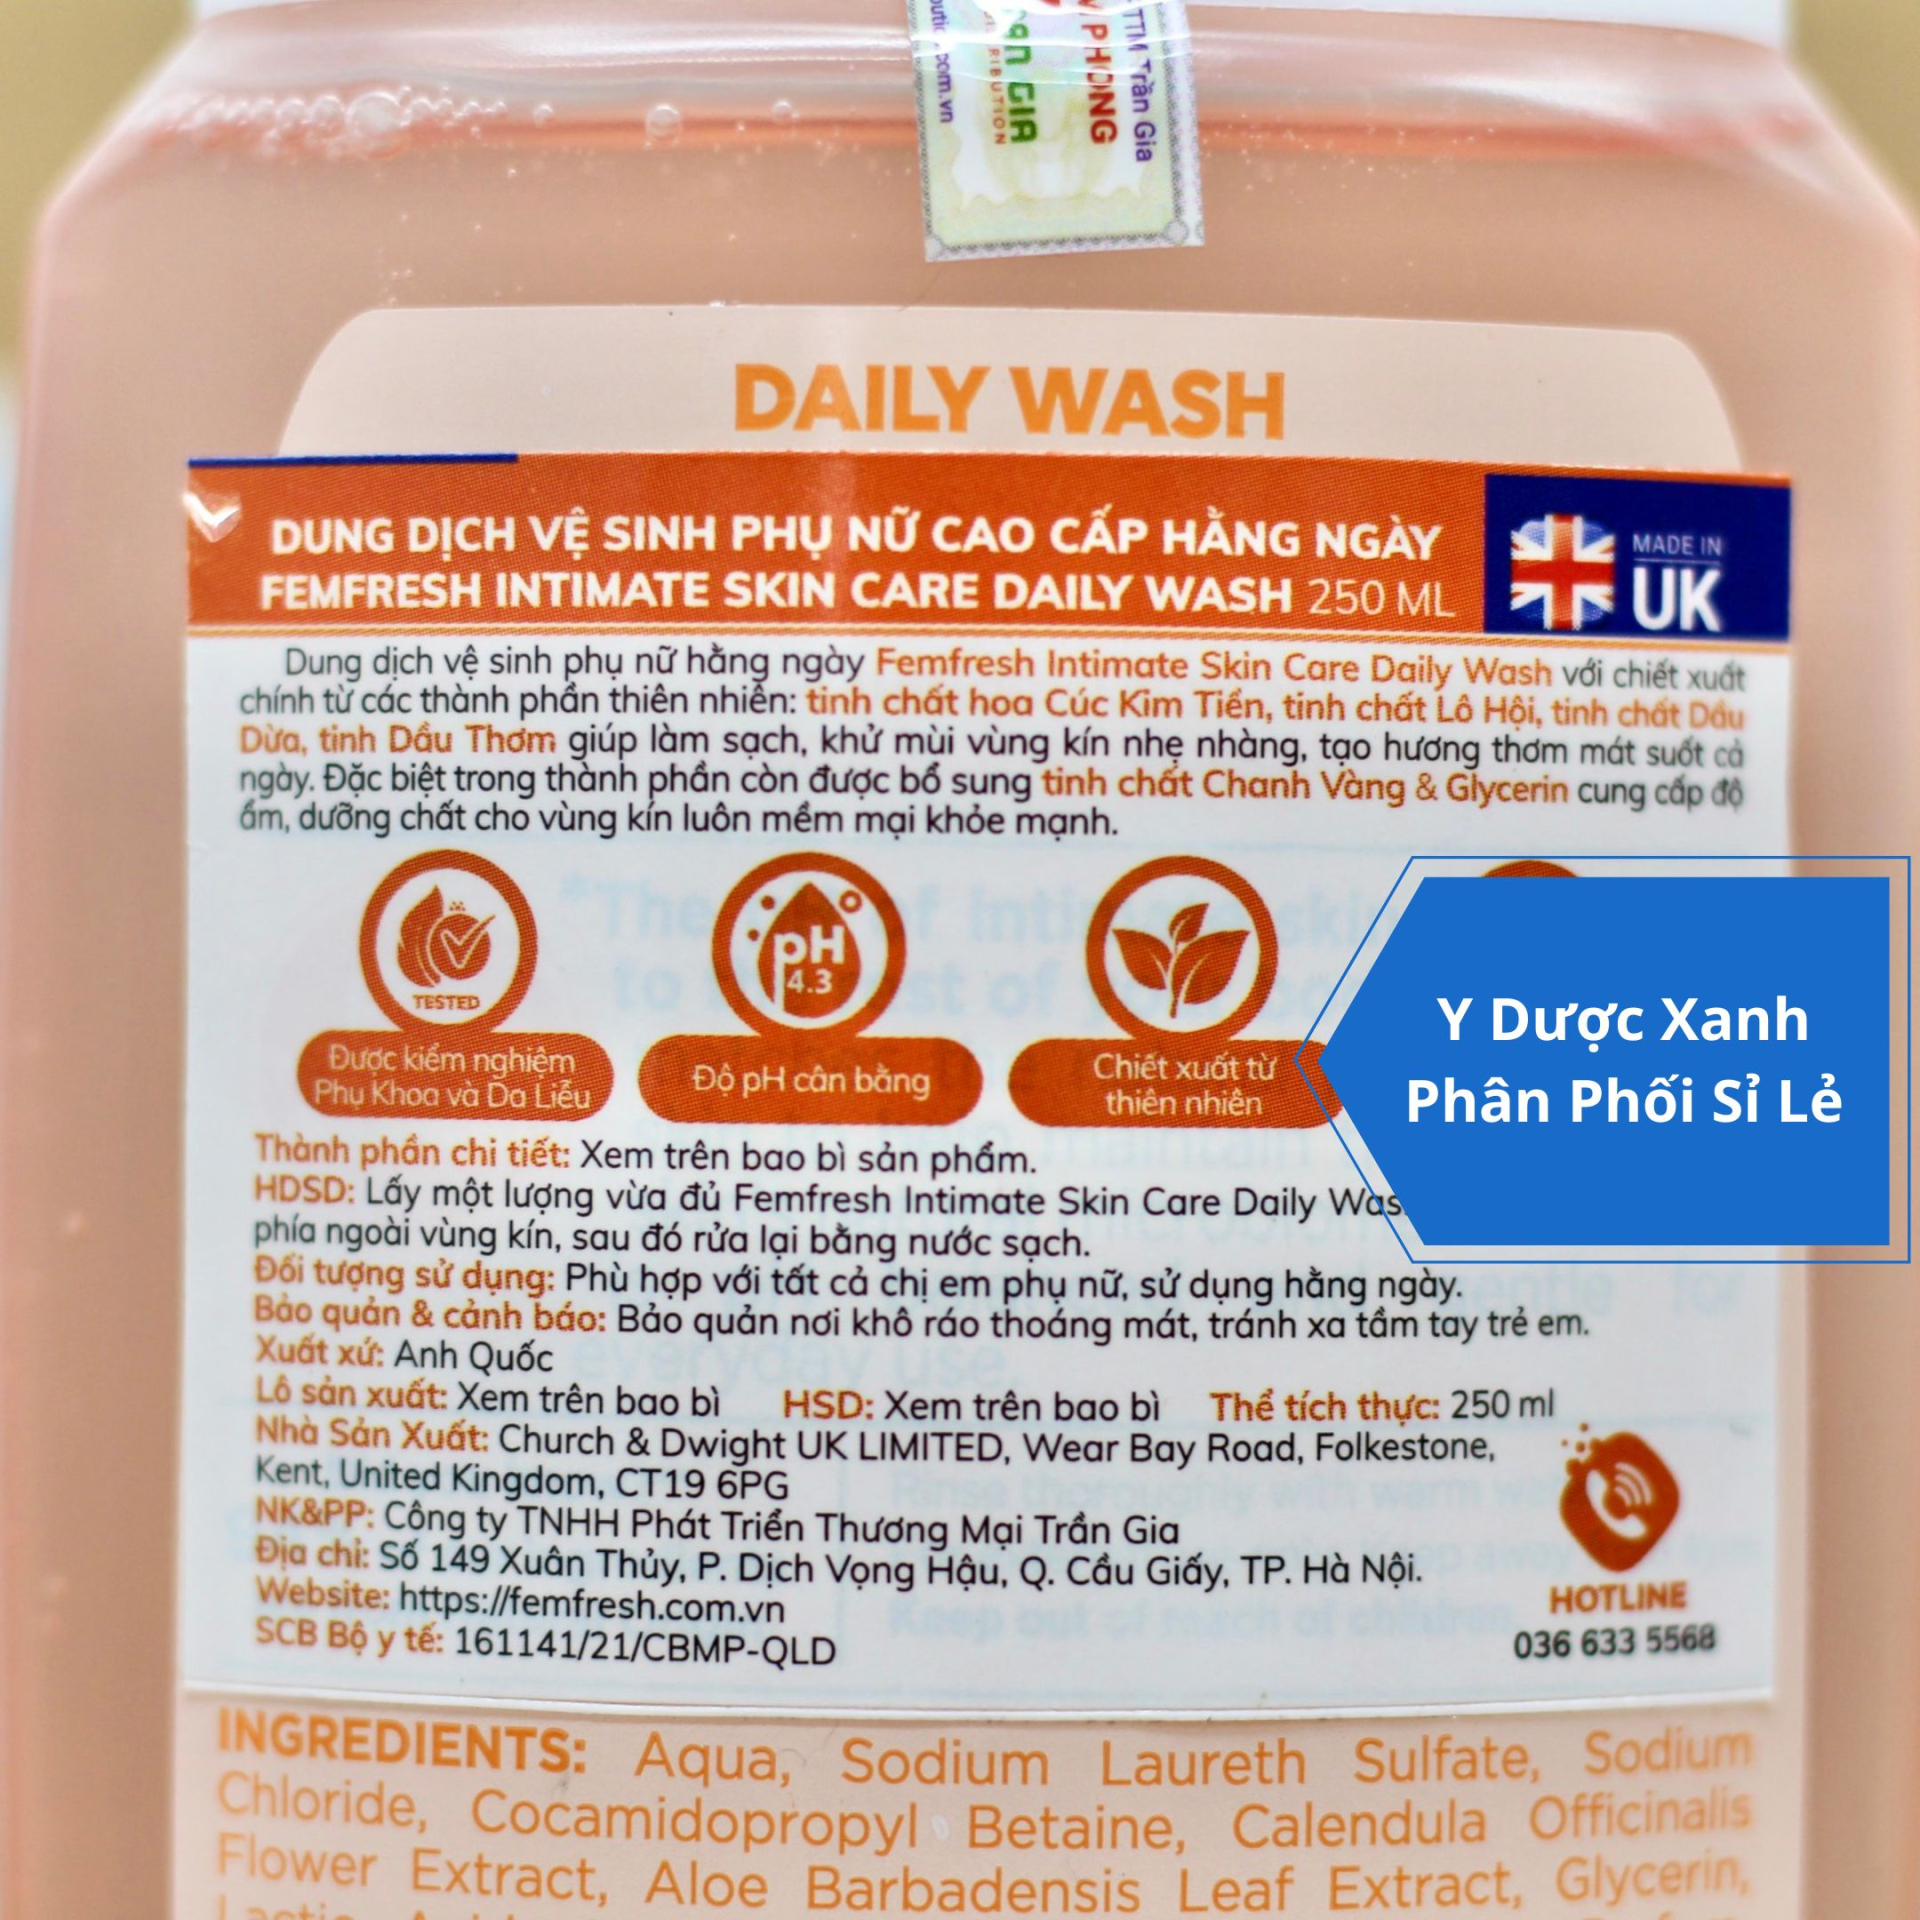 PHONG
TTM Trần Gia
GIA
DAILY WASH
DUNG DỊCH VỆ SINH PHỤ NỮ CAO CẤP HẰNG NGÀY
FEMFRESH INTIMATE SKIN CARE DAILY WASH 250 ML
MADE IN
UK
Dung dịch vệ sinh phụ nữ hằng ngày Femfresh Intimate Skin Care Daily Wash với chiết xuất
chính từ các thành phần thiên nhiên: tinh chất hoa Cúc Kim Tiền, tinh chất Lô Hội, tinh chất Dầu
Dừa, tinh Dầu Thơm giúp làm sạch, khử mùi vùng kín nhẹ nhàng, tạo hương thơm mát suốt cả
ngày. Đặc biệt trong thành phần còn được bổ sung tinh chất Chanh Vàng & Glycerin cung cấp độ
ẩm, dưỡng chất cho vùng kín luôn mềm mại khỏe mạnh.
TESTED
Được kiểm nghiệm
Phụ Khoa và Da Liễu
pH
4.3
Độ pH cân bằng
Chiết xuất từ
thiên nhiên
Y Dược Xanh
Phân Phối Sỉ Lẻ
Thành phần chi tiết: Xem trên bao bì sản phẩm.
HDSD: Lấy một lượng vừa đủ Femfresh Intimate Skin Care Daily
phía ngoài vùng kín, sau đó rửa lại bằng nước sạch.
Đối tượng sử dụng: Phù hợp với tất cả chị em phụ nữ, sử dụng hằng ngày.
Bảo quản & cảnh báo: Bảo quản nơi khô ráo thoáng mát, tránh xa tầm tay trẻ em.
Xuất xứ: Anh Quốc
Lô sản xuất: Xem trên bao bì HSD: Xem trên bao bì Thể tích thực: 250 ml
Nhà Sản Xuất: Church & Dwight UK LIMITED, Wear Bay Road, Folkestone,
Kent, United Kingdom, CT19 6PG
NK&PP: Công ty TNHH Phát Triển Thương Mại Trần Gia
Địa chỉ: Số 149 Xuân Thủy, P. Dịch Vọng Hậu, Q. Cầu Giấy, TP. Hà Nội.
Website: https://femfresh.com.vn
SCB Bộ y tế: 161141/21/CBMP-QLD
HOTLINE
036 633 5568
INGREDIENTS: Aqua, Sodium Laureth Sulfate, Sodium
Chloride, Cocamidopropyl Betaine, Calendula Officinalis
Flower Extract, Aloe Barbadensis Leaf Extract, Glycerin,